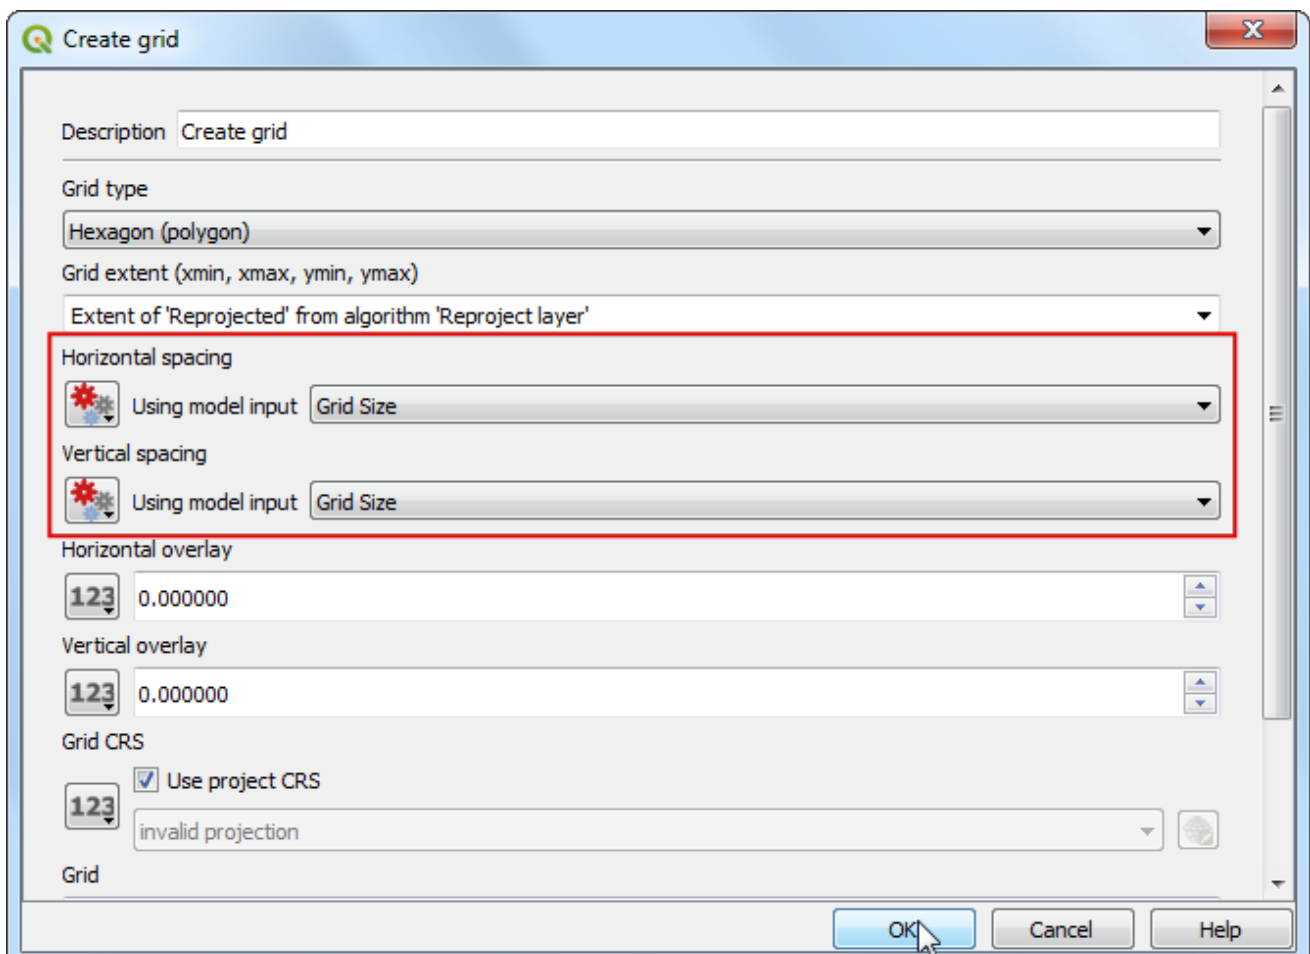 Create grid
Description Create grid
Grid type
Hexagon (polygon)
Grid extent (xmin, xmax, ymin, ymax)
Extent of 'Reprojected' from algorithm 'Reproject layer'
Horizontal spacing
Using model input Grid Size
Vertical spacing
Using model input Grid Size
Horizontal overlay
123 0.000000
Vertical overlay
123 0.000000
Grid CRS
Use project CRS
123
invalid projection
Grid
OK Cancel Help